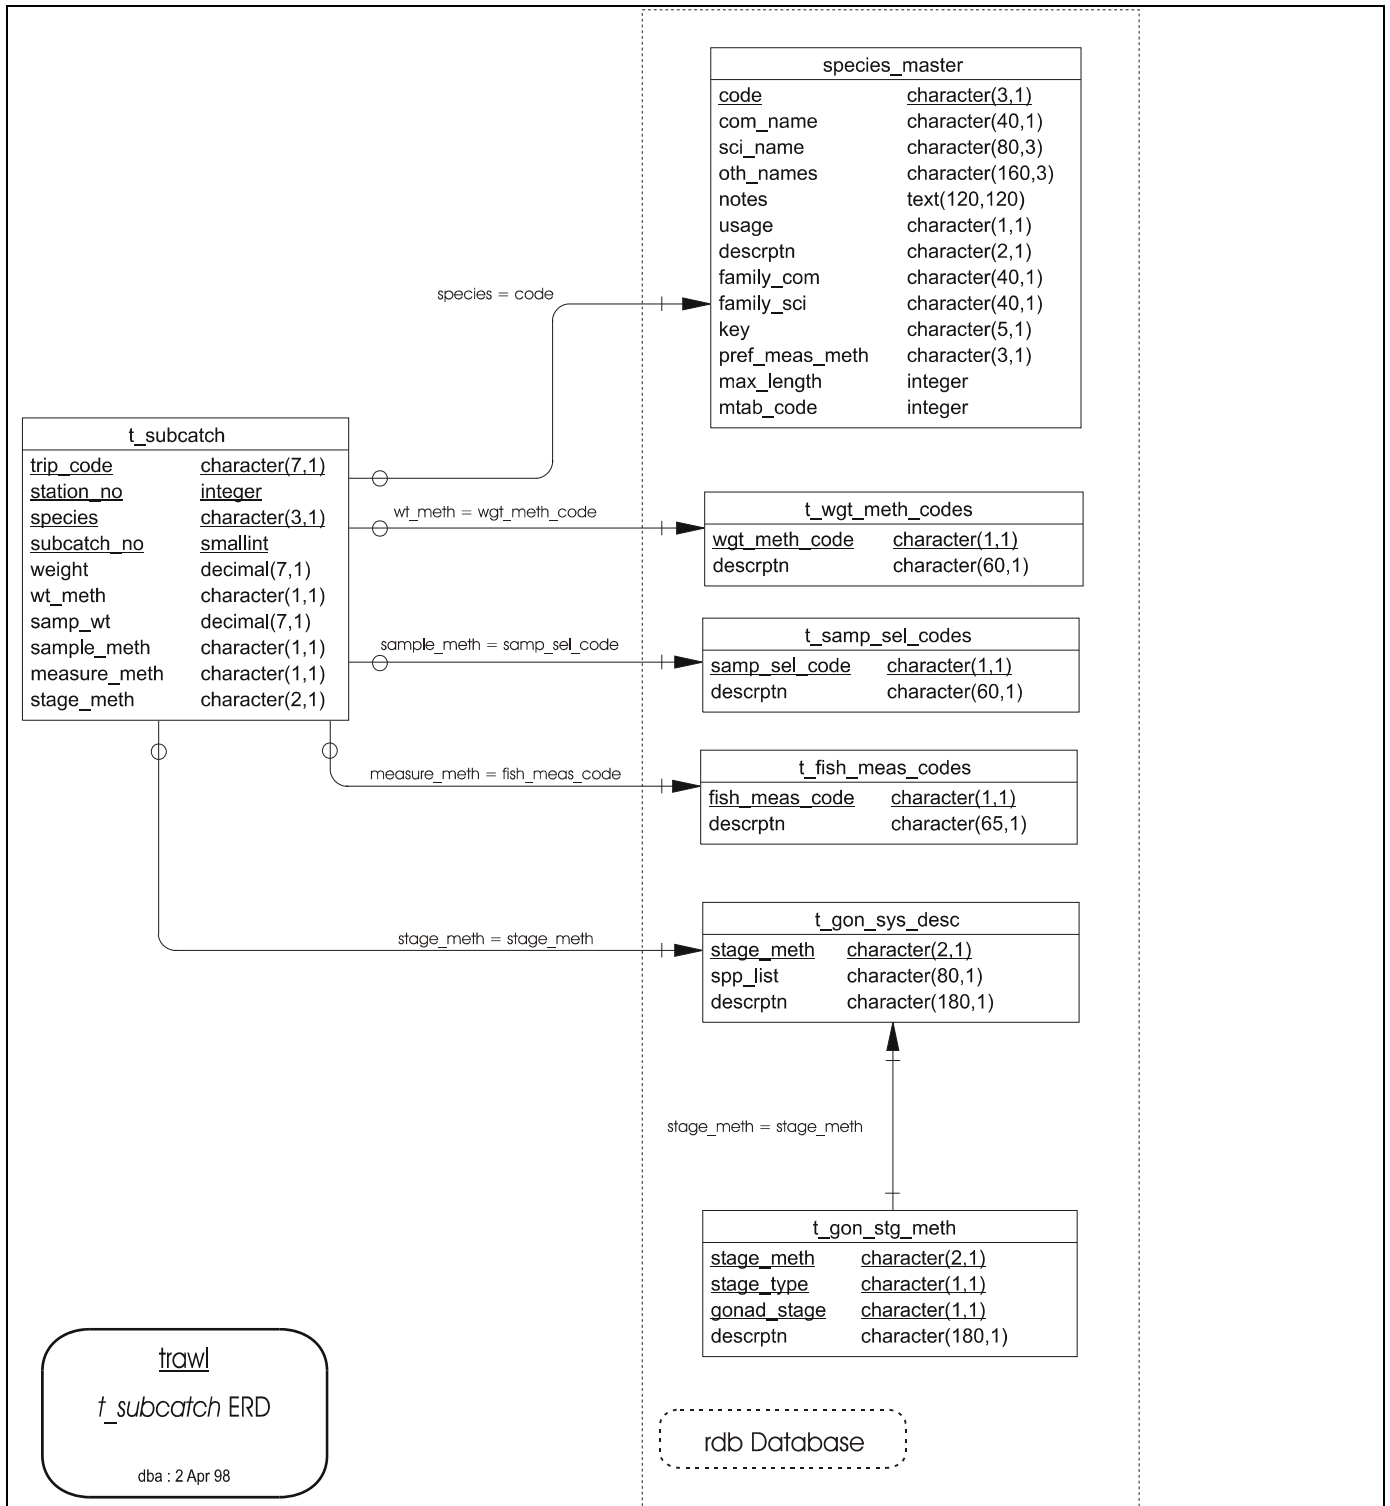 species_master
code character(3,1)
com_name character(40,1)
sci_name character(80,3)
oth_names character(160,3)
notes text(120,120)
usage character(1,1)
descrptn character(2,1)
family_com character(40,1)
family_sci character(40,1)
key character(5,1)
pref_meas_meth character(3,1)
max_length integer
mtab_code integer
species = code
t_subcatch
trip_code character(7,1)
station_no integer
species character(3,1)
subcatch_no smallint
weight decimal(7,1)
wt_meth character(1,1)
samp_wt decimal(7,1)
sample_meth character(1,1)
measure_meth character(1,1)
stage_meth character(2,1)
wt_meth = wgt_meth_code
t_wgt_meth_codes
wgt_meth_code character(1,1)
descrptn character(60,1)
sample_meth = samp_sel_code
t_samp_sel_codes
samp_sel_code character(1,1)
descrptn character(60,1)
measure_meth = fish_meas_code
t_fish_meas_codes
fish_meas_code character(1,1)
descrptn character(65,1)
stage_meth = stage_meth
t_gon_sys_desc
stage_meth character(2,1)
spp_list character(80,1)
descrptn character(180,1)
stage_meth = stage_meth
t_gon_stg_meth
stage_meth character(2,1)
stage_type character(1,1)
gonad_stage character(1,1)
descrptn character(180,1)
trawl
t_subcatch ERD
dba : 2 Apr 98
rdb Database